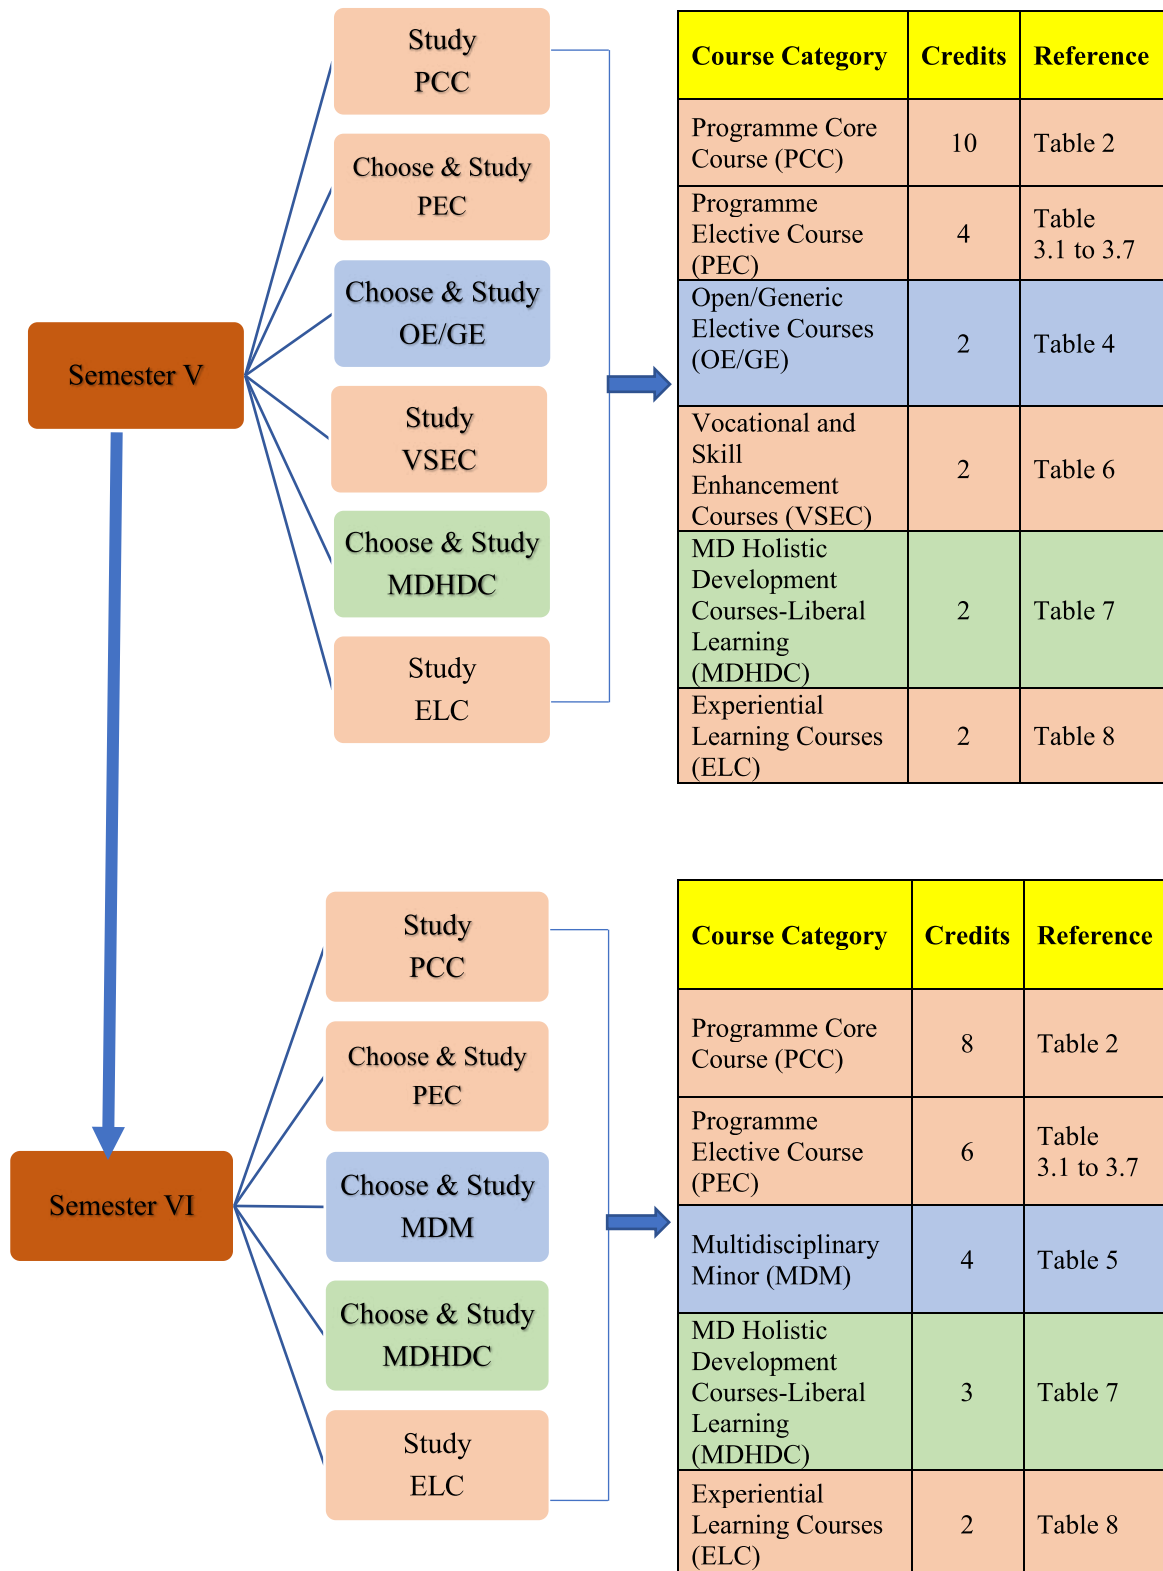 Study
PCC
Choose & Study
PEC
Choose & Study
OE/GE
Semester V
Study
VSEC
Choose & Study
MDHDC
Study
ELC
Course Category Credits Reference
Programme Core
Course (PCC)
10
Table 2
Programme
Elective Course
(PEC)
4
Table
3.1 to 3.7
Open/Generic
Elective Courses
(OE/GE)
2
Table 4
Vocational and
Skill
Enhancement
Courses (VSEC)
2
Table 6
MD Holistic
Development
Courses-Liberal
Learning
(MDHDC)
2
Table 7
Experiential
Learning Courses
(ELC)
2
Table 8
Study
PCC
Choose & Study
PEC
Choose & Study
MDM
Semester VI
Choose & Study
MDHDC
Study
ELC
Course Category Credits Reference
Programme Core
Course (PCC)
8
Table 2
Programme
Elective Course
(PEC)
6
Table
3.1 to 3.7
Multidisciplinary
Minor (MDM)
4
Table 5
MD Holistic
Development
Courses-Liberal
Learning
(MDHDC)
3
Table 7
Experiential
Learning Courses
(ELC)
2
Table 8